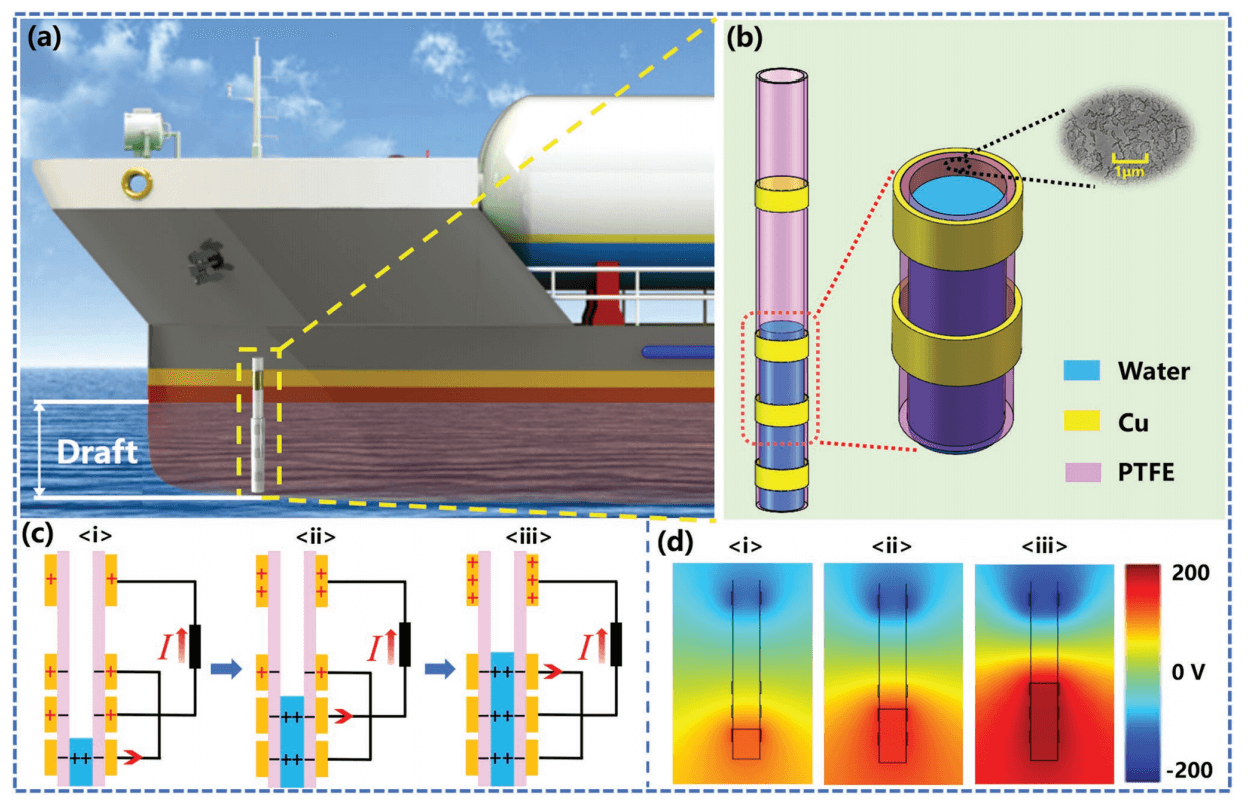 (a)
Draft
(b)
1μm
Water
Cu
PTFE
(c)
<i>
<ii>
<iii>
+ +
+ +
+ +
++
I
+ +
+ +
+ +
++
++
I
+ +
+ +
+ +
++
++
++
I
(d)
<i>
<ii>
<iii>
200
0 V
-200